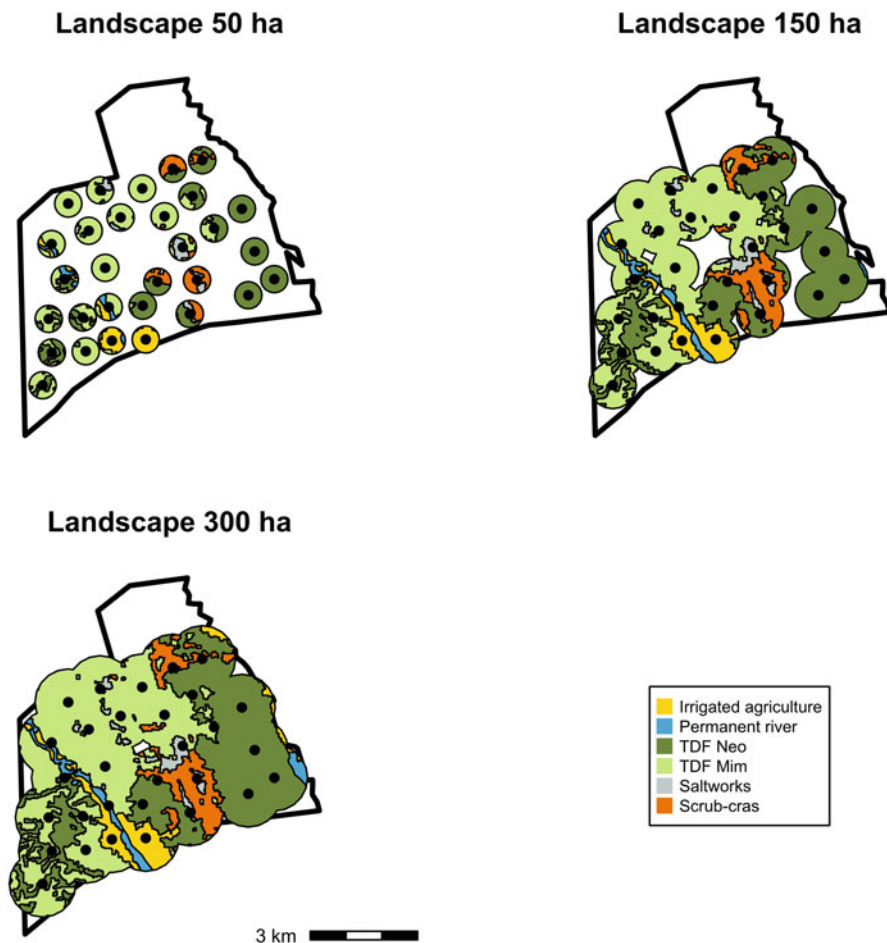 Landscape 50 ha
Landscape 150 ha
Landscape 300 ha
Irrigated agriculture
Permanent river
TDF Neo
TDF Mim
Saltworks
Scrub-cras
3 km